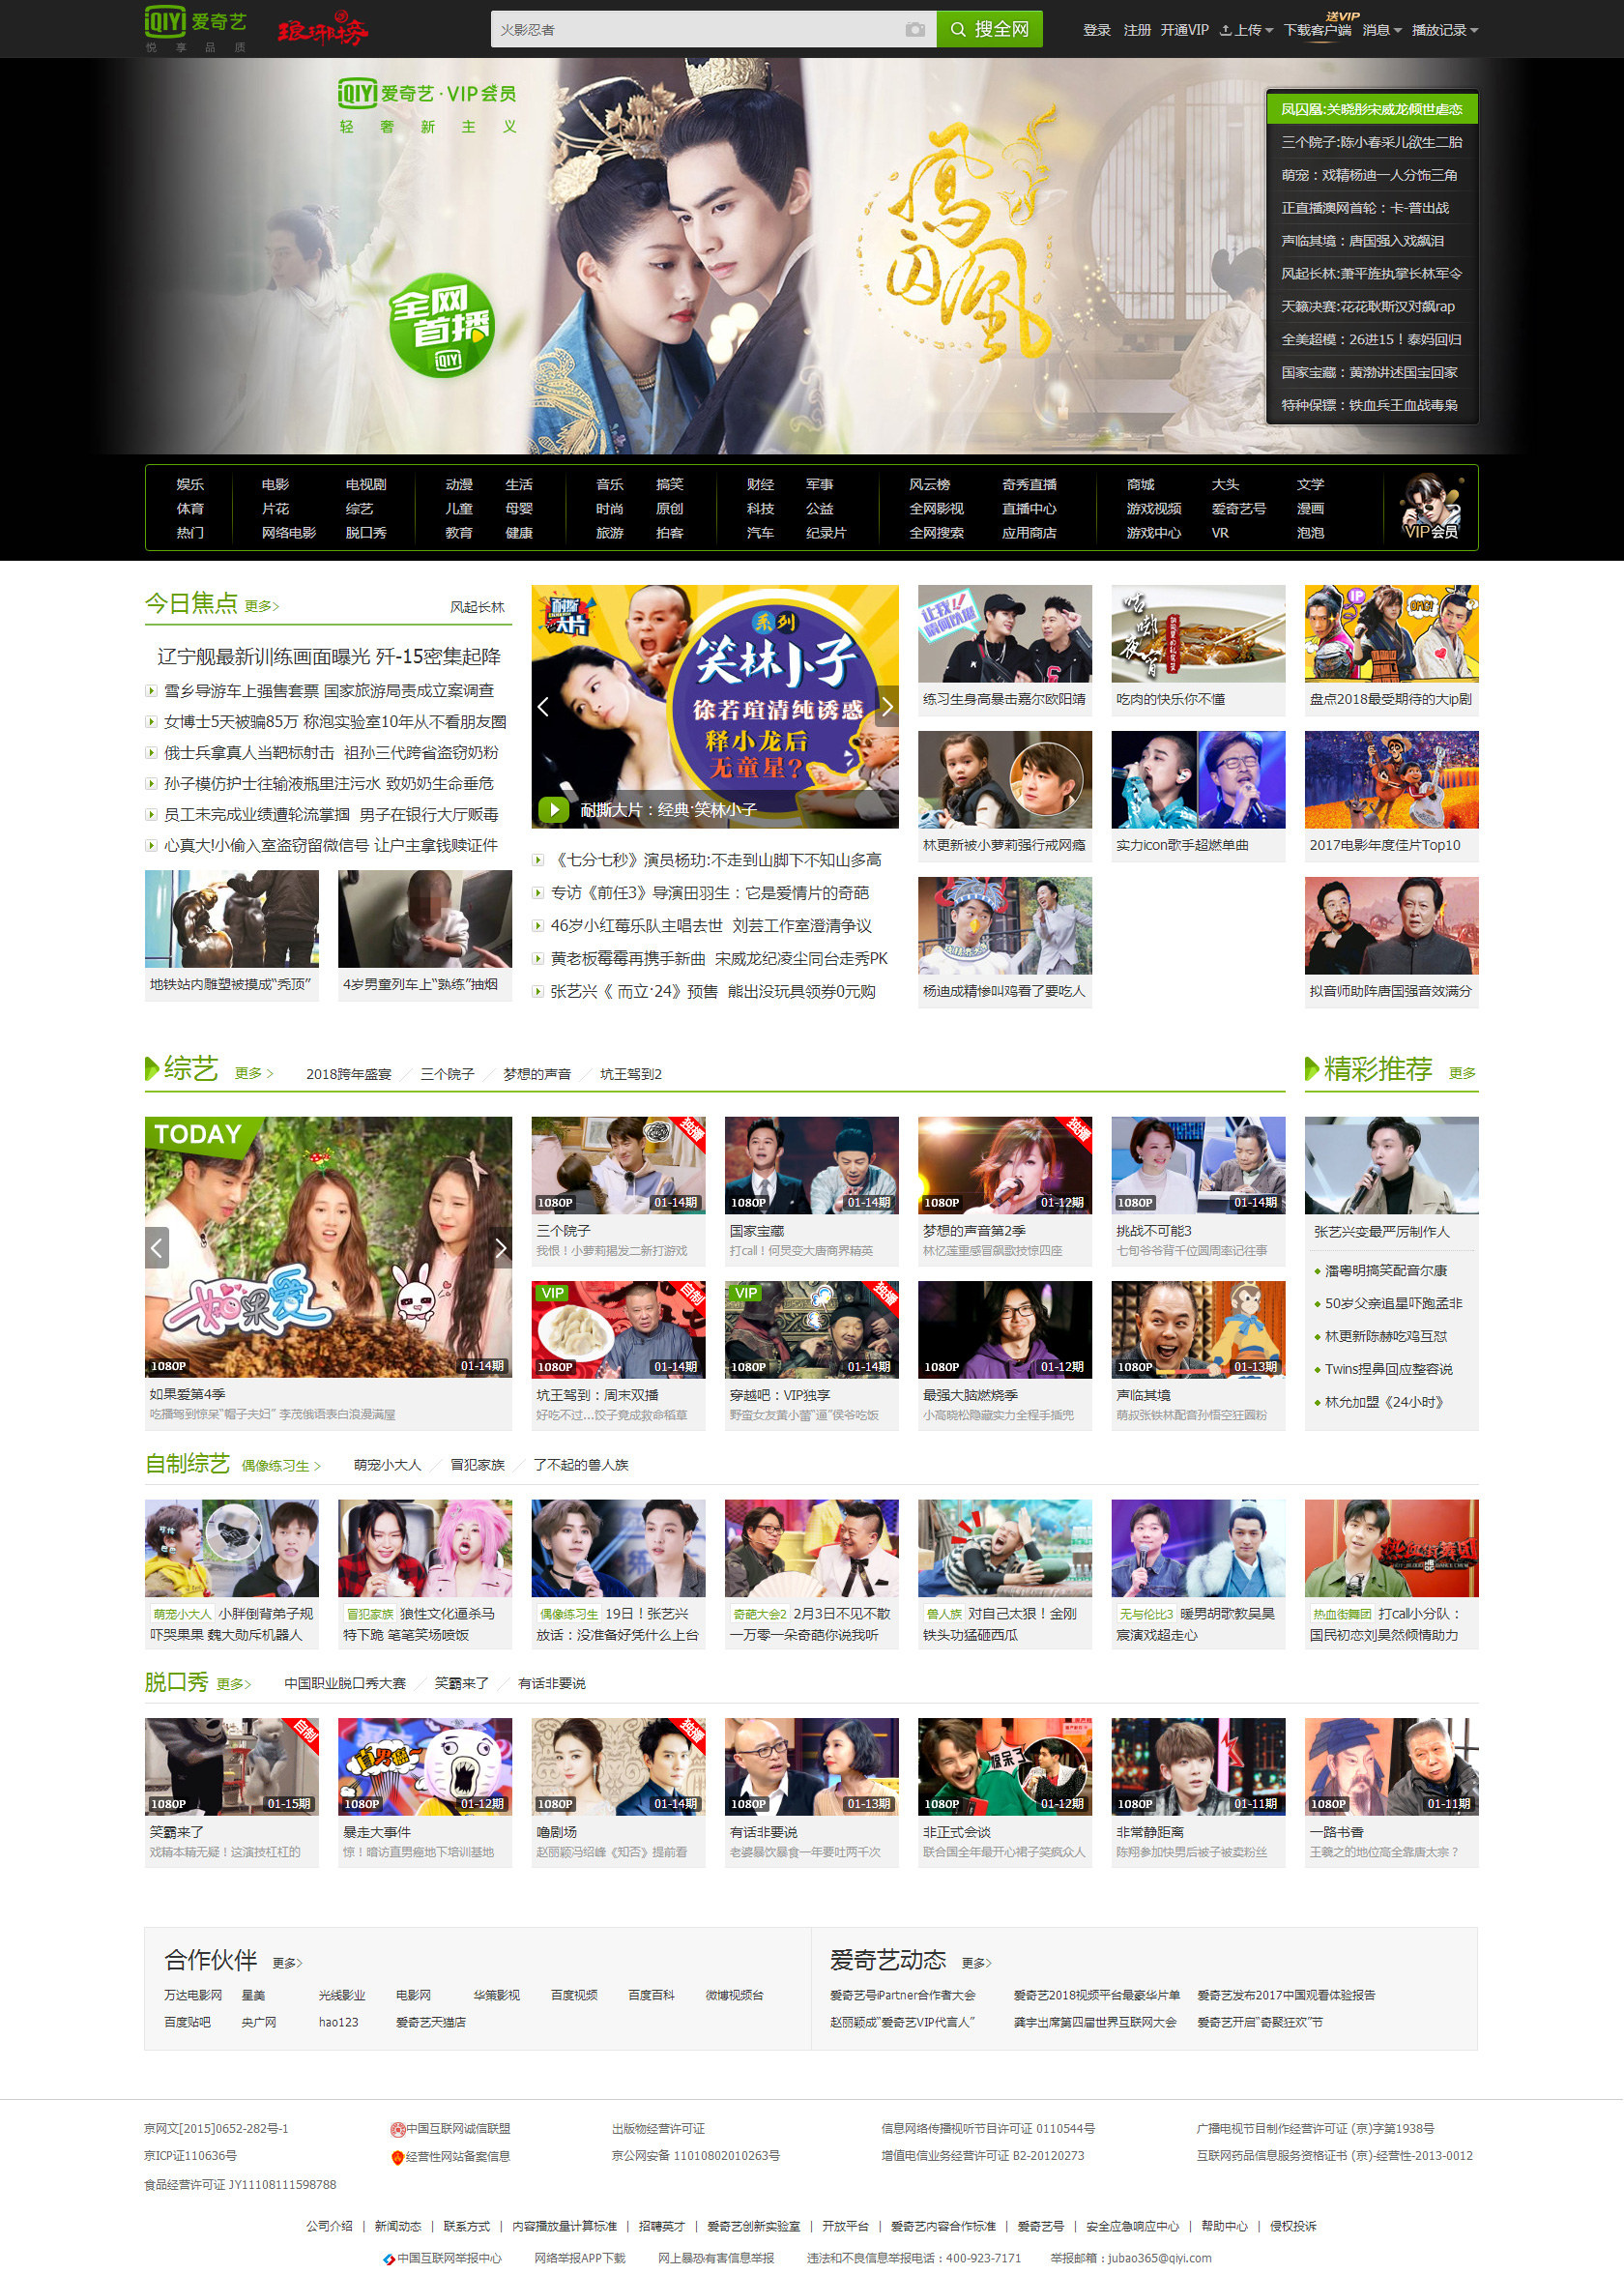 iQIYI 爱奇艺
悦享品质
琅琊榜
火影忍者
搜全网
登录 注册 开通VIP 上传 下载客户端 消息 播放记录
送VIP
iQIYI 爱奇艺·VIP会员
轻奢新主义
全网首播
iQIYI
凤囚凰
凤囚凰:关晓彤宋威龙倾世虐恋
三个院子:陈小春采儿欲生二胎
萌宠：戏精杨迪一人分饰三角
正直播澳网首轮：卡-普出战
声临其境：唐国强入戏飙泪
风起长林:萧平旌执掌长林军令
天籁决赛:花花耿斯汉对飙rap
全美超模：26进15！泰妈回归
国家宝藏：黄渤讲述国宝回家
特种保镖：铁血兵王血战毒枭
娱乐 电影 电视剧 动漫 生活 音乐 搞笑 财经 军事 风云榜 奇秀直播 商城 大头 文学
体育 片花 综艺 儿童 母婴 时尚 原创 科技 公益 全网影视 直播中心 游戏视频 爱奇艺号 漫画
热门 网络电影 脱口秀 教育 健康 旅游 拍客 汽车 纪录片 全网搜索 应用商店 游戏中心 VR 泡泡
VIP会员
今日焦点 更多> 风起长林
辽宁舰最新训练画面曝光 歼-15密集起降
雪乡导游车上强售套票 国家旅游局责成立案调查
女博士5天被骗85万 称泡实验室10年从不看朋友圈
俄士兵拿真人当靶标射击 祖孙三代跨省盗窃奶粉
孙子模仿护士往输液瓶里注污水 致奶奶生命垂危
员工未完成业绩遭轮流掌掴 男子在银行大厅贩毒
心真大!小偷入室盗窃留微信号 让户主拿钱赎证件
地铁站内雕塑被摸成"秃顶"
4岁男童列车上"熟练"抽烟
耐撕大片
系列
笑林小子
徐若瑄清纯诱惑
释小龙后
无童星？
耐撕大片：经典·笑林小子
《七分七秒》演员杨玏:不走到山脚下不知山多高
专访《前任3》导演田羽生：它是爱情片的奇葩
46岁小红莓乐队主唱去世 刘芸工作室澄清争议
黄老板霉霉再携手新曲 宋威龙纪凌尘同台走秀PK
张艺兴《 而立·24》预售 熊出没玩具领券0元购
练习生身高暴击嘉尔欧阳靖
咕嘟夜宵
吃肉的快乐你不懂
IP
盘点2018最受期待的大ip剧
林更新被小萝莉强行戒网瘾
实力icon歌手超燃单曲
2017电影年度佳片Top10
杨迪成精惨叫鸡看了要吃人
拟音师助阵唐国强音效满分
综艺 更多 > 2018跨年盛宴 三个院子 梦想的声音 坑王驾到2
精彩推荐 更多
TODAY
如果爱
1080P 01-14期
如果爱第4季
吃播骂到惊呆"帽子夫妇" 李茂俄语表白浪漫满屋
独播
1080P 01-14期
三个院子
我恨！小萝莉揭发二新打游戏
1080P 01-14期
国家宝藏
打call！何炅变大唐商界精英
独播
1080P 01-12期
梦想的声音第2季
林忆莲重感冒飙歌技惊四座
1080P 01-14期
挑战不可能3
七旬爷爷背千位圆周率记往事
VIP 自制
1080P 01-14期
坑王驾到：周末双播
好吃不过...饺子竟成救命稻草
VIP 独播
1080P 01-14期
穿越吧：VIP独享
野蛮女友黄小蕾"逼"侯爷吃饭
1080P 01-12期
最强大脑燃烧季
小高晓松隐藏实力全程手插兜
1080P 01-13期
声临其境
萌叔张铁林配音孙悟空狂圈粉
张艺兴变最严厉制作人
潘粤明搞笑配音尔康
50岁父亲追星吓跑孟非
林更新陈赫吃鸡互怼
Twins捏鼻回应整容说
林允加盟《24小时》
自制综艺 偶像练习生 > 萌宠小大人 冒犯家族 了不起的兽人族
萌宠小大人 小胖倒背弟子规
吓哭果果 魏大勋斥机器人
冒犯家族 狼性文化逼杀马
特下跪 笔笔笑场喷饭
偶像练习生 19日！张艺兴
放话：没准备好凭什么上台
奇葩大会2 2月3日不见不散
一万零一朵奇葩你说我听
兽人族 对自己太狠！金刚
铁头功猛砸西瓜
无与伦比3 暖男胡歌教吴昊
宸演戏超走心
热血街舞团
热血街舞团 打call小分队：
国民初恋刘昊然倾情助力
脱口秀 更多> 中国职业脱口秀大赛 笑霸来了 有话非要说
自制
1080P 01-15期
笑霸来了
戏精本精无疑！这演技杠杠的
直男癌~
1080P 01-12期
暴走大事件
惊！暗访直男癌地下培训基地
独播
1080P 01-14期
噜剧场
赵丽颖冯绍峰《知否》提前看
1080P 01-13期
有话非要说
老婆暴饮暴食一年要吐两千次
惊呆了
1080P 01-12期
非正式会谈
联合国全年最开心裙子笑疯众人
1080P 01-11期
非常静距离
陈翔参加快男后被子被卖粉丝
1080P 01-11期
一路书香
王羲之的地位高全靠唐太宗？
合作伙伴 更多>
万达电影网 星美 光线影业 电影网 华策影视 百度视频 百度百科 微博视频台
百度贴吧 央广网 hao123 爱奇艺天猫店
爱奇艺动态 更多>
爱奇艺号iPartner合作者大会 爱奇艺2018视频平台最豪华片单 爱奇艺发布2017中国观看体验报告
赵丽颖成"爱奇艺VIP代言人" 龚宇出席第四届世界互联网大会 爱奇艺开启"奇聚狂欢"节
京网文[2015]0652-282号-1 中国互联网诚信联盟 出版物经营许可证 信息网络传播视听节目许可证 0110544号 广播电视节目制作经营许可证 (京)字第1938号
京ICP证110636号 经营性网站备案信息 京公网安备 11010802010263号 增值电信业务经营许可证 B2-20120273 互联网药品信息服务资格证书 (京)-经营性-2013-0012
食品经营许可证 JY11108111598788
公司介绍 | 新闻动态 | 联系方式 | 内容播放量计算标准 | 招聘英才 | 爱奇艺创新实验室 | 开放平台 | 爱奇艺内容合作标准 | 爱奇艺号 | 安全应急响应中心 | 帮助中心 | 侵权投诉
中国互联网举报中心 网络举报APP下载 网上暴恐有害信息举报 违法和不良信息举报电话：400-923-7171 举报邮箱：jubao365@qiyi.com